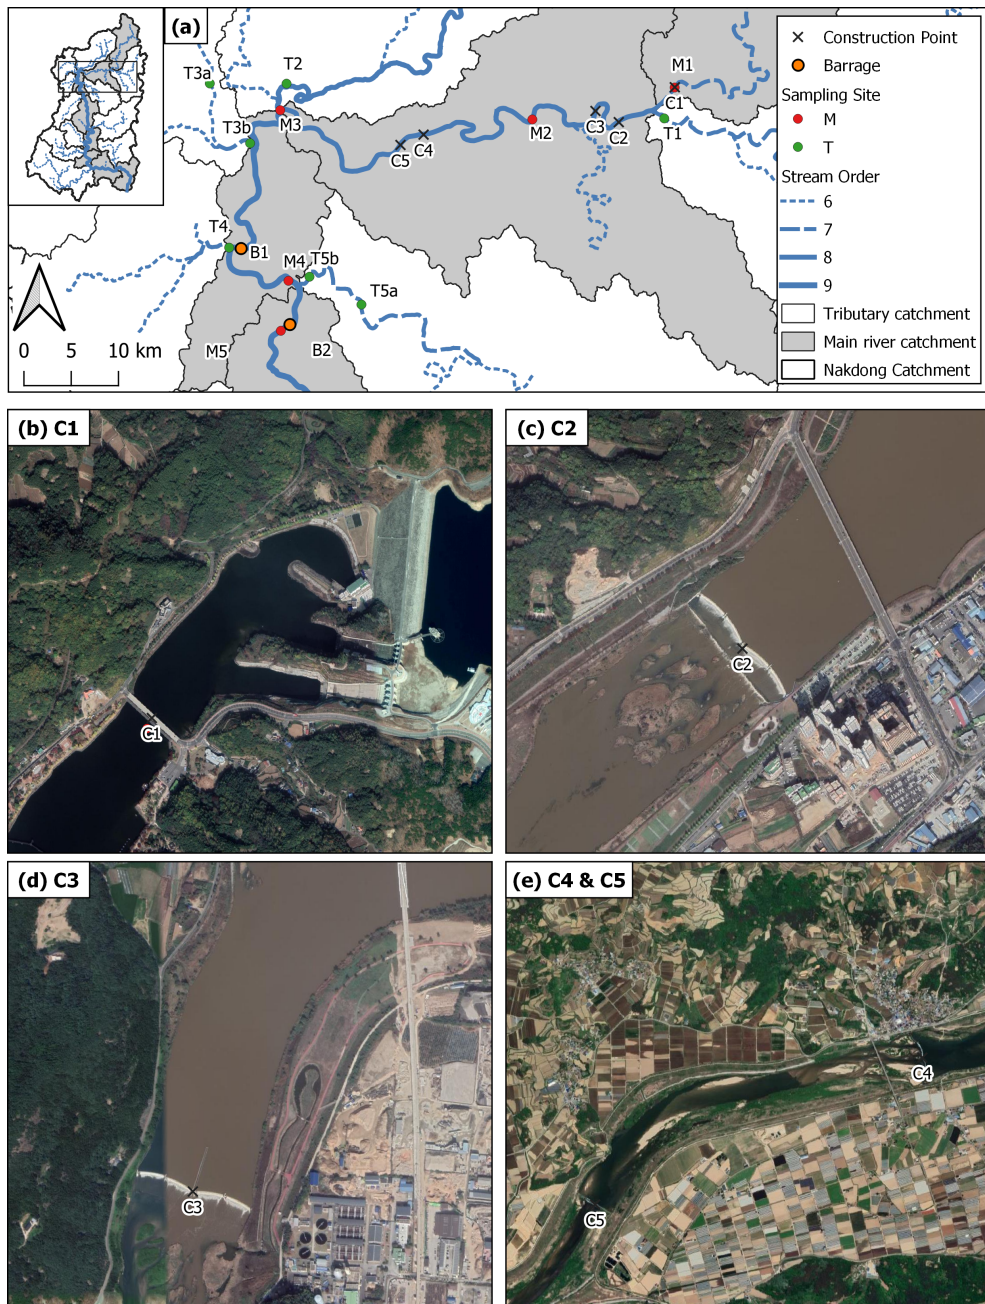 (a)
T3a
T2
M3
T3b
T4
B1
M4
T5b
T5a
M5
B2
C5
C4
M2
C3
C2
M1
C1
T1
0 5 10 km
Construction Point
Barrage
Sampling Site
M
T
Stream Order
6
7
8
9
Tributary catchment
Main river catchment
Nakdong Catchment
(b) C1
C1
(c) C2
C2
(d) C3
C3
(e) C4 & C5
C4
C5